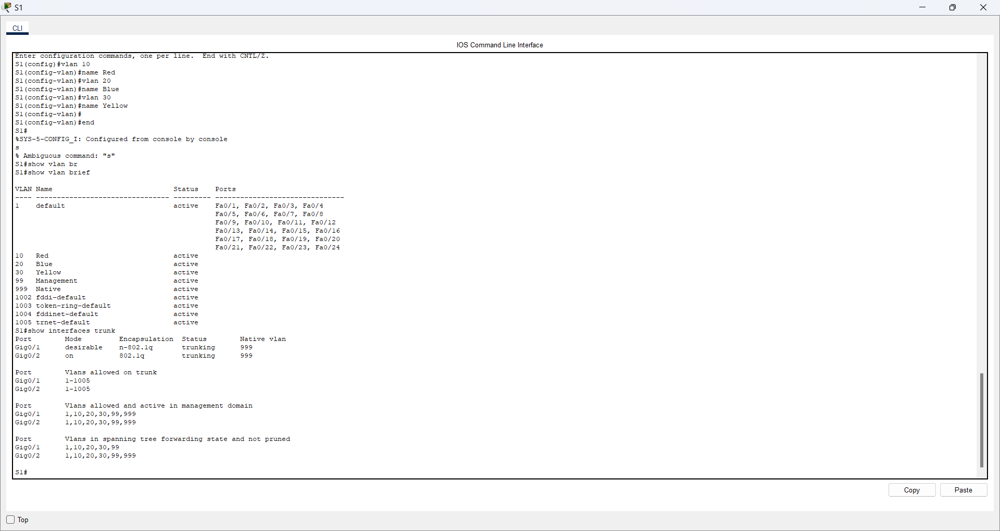 S1
CLI
IOS Command Line Interface
Enter configuration commands, one per line.  End with CNTL/Z.
S1(config)#vlan 10
S1(config-vlan)#name Red
S1(config-vlan)#vlan 20
S1(config-vlan)#name Blue
S1(config-vlan)#vlan 30
S1(config-vlan)#name Yellow
S1(config-vlan)#
S1(config-vlan)#end
S1#
%SYS-5-CONFIG_I: Configured from console by console
s
% Ambiguous command: "s"
S1#show vlan br
S1#show vlan brief
VLAN Name                             Status    Ports
---- -------------------------------- --------- -------------------------------
1    default                          active    Fa0/1, Fa0/2, Fa0/3, Fa0/4
                                                Fa0/5, Fa0/6, Fa0/7, Fa0/8
                                                Fa0/9, Fa0/10, Fa0/11, Fa0/12
                                                Fa0/13, Fa0/14, Fa0/15, Fa0/16
                                                Fa0/17, Fa0/18, Fa0/19, Fa0/20
                                                Fa0/21, Fa0/22, Fa0/23, Fa0/24
10   Red                              active
20   Blue                             active
30   Yellow                           active
99   Management                       active
999  Native                           active
1002 fddi-default                     active
1003 token-ring-default               active
1004 fddinet-default                  active
1005 trnet-default                    active
S1#show interfaces trunk
Port        Mode         Encapsulation  Status        Native vlan
Gig0/1      desirable    n-802.1q       trunking      999
Gig0/2      on           802.1q         trunking      999
Port        Vlans allowed on trunk
Gig0/1      1-1005
Gig0/2      1-1005
Port        Vlans allowed and active in management domain
Gig0/1      1,10,20,30,99,999
Gig0/2      1,10,20,30,99,999
Port        Vlans in spanning tree forwarding state and not pruned
Gig0/1      1,10,20,30,99
Gig0/2      1,10,20,30,99,999
S1#
Copy
Paste
Top